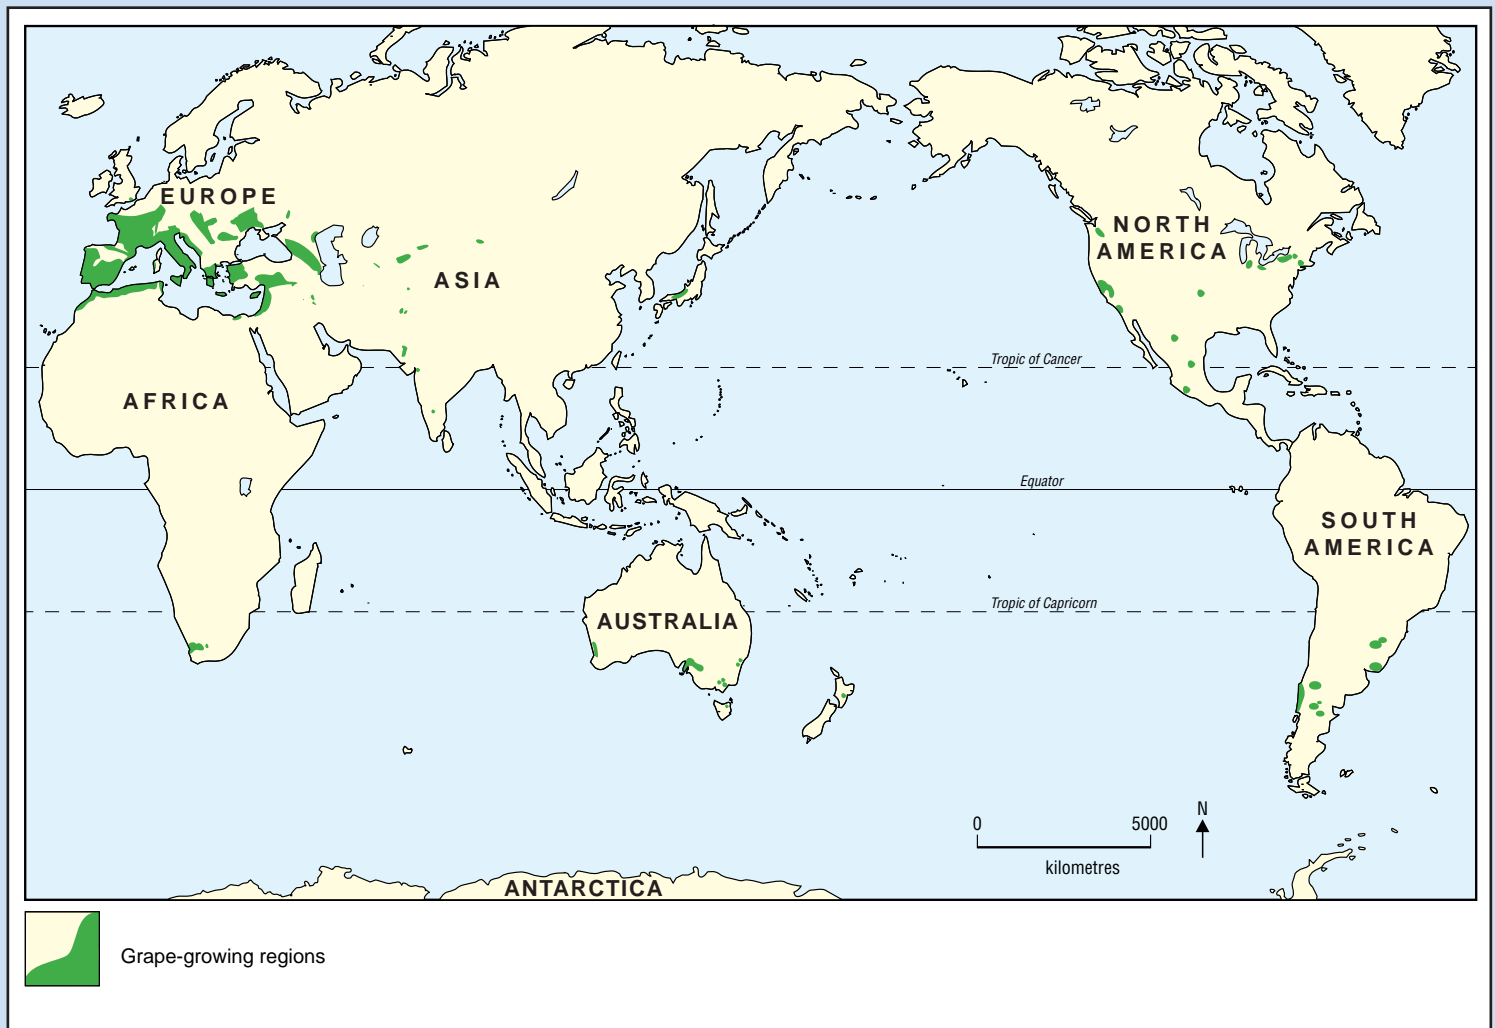 EUROPE
NORTH
AMERICA
ASIA
Tropic of Cancer
AFRICA
Equator
SOUTH
AMERICA
Tropic of Capricorn
AUSTRALIA
N
0 5000
kilometres
ANTARCTICA
Grape-growing regions